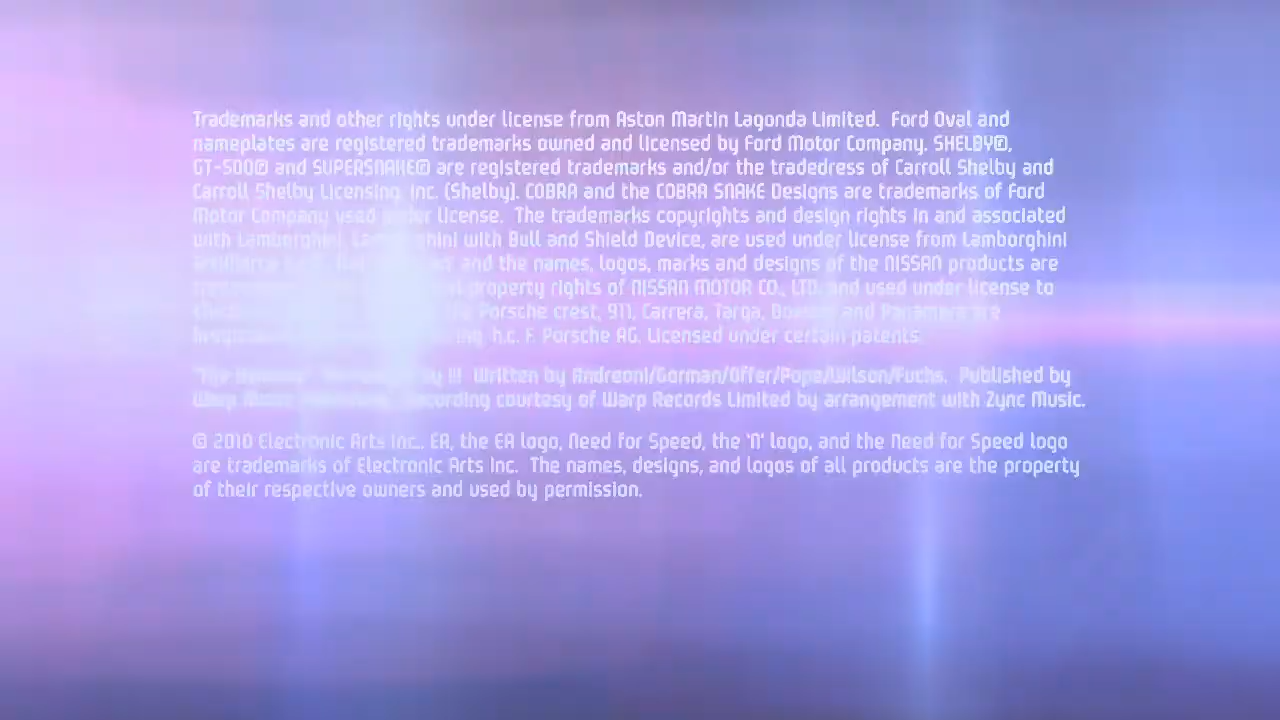 Trademarks and other rights under license from Aston Martin Lagonda Limited. Ford Oval and
nameplates are registered trademarks owned and licensed by Ford Motor Company. SHELBY®,
GT-500® and SUPERSNAKE® are registered trademarks and/or the tradedress of Carroll Shelby and
Carroll Shelby Licensing, Inc. (Shelby). COBRA and the COBRA SNAKE Designs are trademarks of Ford
Motor Company used under license. The trademarks copyrights and design rights in and associated
with Lamborghini, Lamborghini with Bull and Shield Device, are used under license from Lamborghini
and the names, logos, marks and designs of the NISSAN products are
property rights of NISSAN MOTOR CO., LTD. and used under license to
Porsche crest, 911, Carrera, Targa, Boxster and Panamera are
h.c. F. Porsche AG. Licensed under certain patents.
by !!! Written by Andreoni/Gorman/Offer/Pope/Wilson/Fuchs. Published by
Warp Music Recording courtesy of Warp Records Limited by arrangement with Zync Music.
© 2010 Electronic Arts Inc.. EA, the EA logo, Need for Speed, the 'N' logo, and the Need for Speed logo
are trademarks of Electronic Arts Inc. The names, designs, and logos of all products are the property
of their respective owners and used by permission.